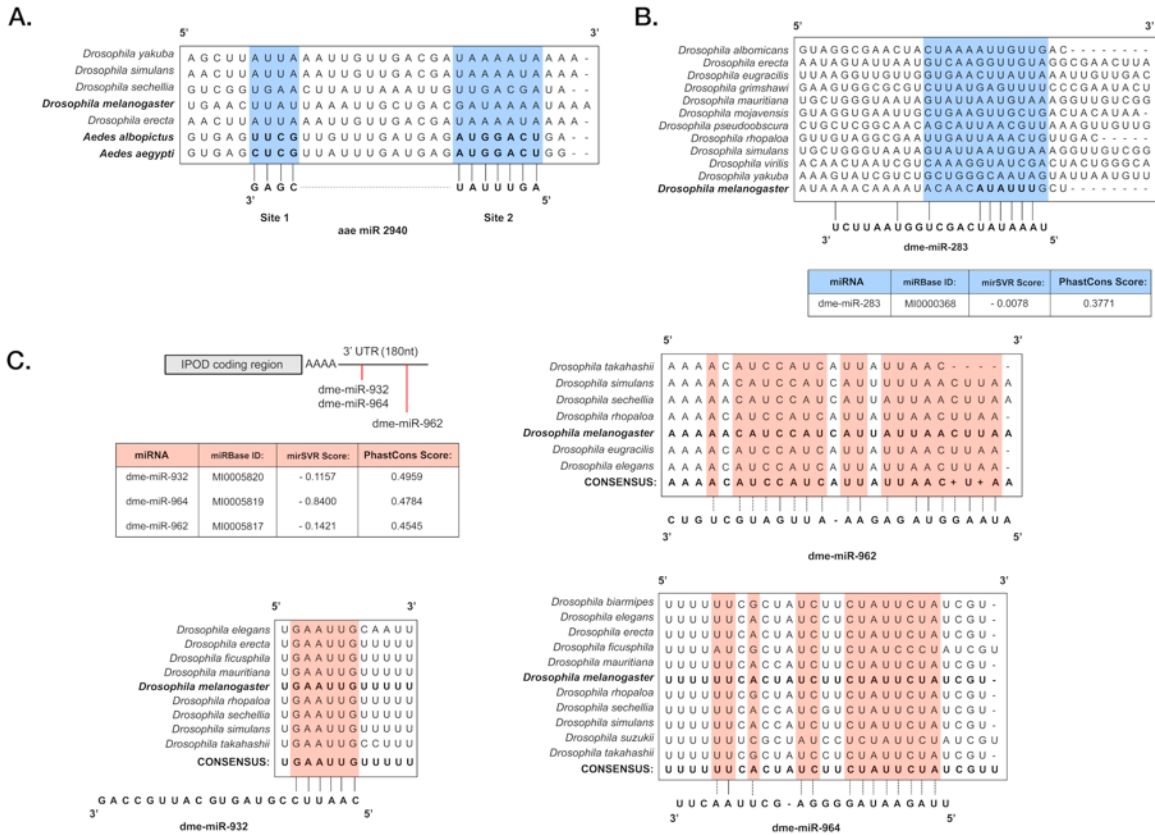 A.
5' 3'
Drosophila yakuba A G C U U A U U A A A U U G U U G A C G A U A A A A U A A A A -
Drosophila simulans A A C U U A U U A A A U U G U U G A C G A U A A A A U A A A A -
Drosophila sechellia G U C G G U G A A C U A A U U A A U U G U U G A C G A U A - -
Drosophila melanogaster U G A A C U U A U U A A A U U G C U G A C G A U A A A A U A A A
Drosophila erecta A A C U U A U U A A A U U G U U G A C G A U A A A A U A A A A -
Aedes albopictus G U G A G U U C G U U G U U U G A U G A G A U G G A C U G A - -
Aedes aegypti G U G A G C U C G U U A U U U G A U G A G A U G G A C U G G - -
G A G C U A U U U G A
3' 5'
Site 1 Site 2
aae miR 2940
B.
5' 3'
Drosophila albomicans G U A G G C G A A C U A C U A A A A U U G U U G A C - - - - - - - -
Drosophila erecta A A U A G U A U U G C U G U C A A G G U U G U A G G C G A A C U U A
Drosophila eugracilis U U A A G G U U G U U G G U U A A C U U A U U A A A U U G U U G A C
Drosophila grimshawi G A A G U G G C G C G U G U A U G A U U U U U U C C C G A A U A C U
Drosophila mauritiana U G C U G G G U A A U A G U A U U A A U G U A A A G G U U G U C G G
Drosophila mojavensis G U A U G U G G A A U U C U G A A U U G C U G A C U A C A U A A - -
Drosophila pseudoobscura C U G C U C G G C A A C A G C A U U A A C G U U A A A G U U G U U G
Drosophila rhopaloa G U U G U A G G C G A A U U G A U U A A C U G U U G A C - - - - - -
Drosophila simulans U G C U G G G U A A U A G U A U U A A U G U A A A G G U U G U C G G
Drosophila virilis A C A A C U A A U C G U C A A A G G U A U C G A C U A C U G G G C A
Drosophila yakuba A A A G U A U C G U C U G C U G G G C A A U A G U A U U A A U G U U
Drosophila melanogaster A U A A A A C A A A A U A C A A C A U A U U U G C U - - - - - - - -
U C U U A A U G G U C G A C U A U A A A U
3' 5'
dme-miR-283
miRNA miRBase ID: mirSVR Score: PhastCons Score:
dme-miR-283 MI0000368 - 0.0078 0.3771
C.
IPOD coding region AAAA 3' UTR (180nt)
dme-miR-932
dme-miR-964
dme-miR-962
miRNA miRBase ID: mirSVR Score: PhastCons Score:
dme-miR-932 MI0005820 - 0.1157 0.4959
dme-miR-964 MI0005819 - 0.8400 0.4784
dme-miR-962 MI0005817 - 0.1421 0.4545
5' 3'
Drosophila takahashii A A A A C A U C C A U C A U U A U U A A C - - - - -
Drosophila simulans A A A A A C A U C C A U C A U U U U U A A C U U A A
Drosophila sechellia A A A A A C A U C C A U C A U U A U U A A C U U A A
Drosophila rhopaloa A A A A C A U C C A U C A U U A U U A A C U U A A -
Drosophila melanogaster A A A A A C A U C C A U C A U U A U U A A C U U A A
Drosophila eugracilis A A A A C A U C C A U C A U U A U U A A C U U A A -
Drosophila elegans A A A A C A U C C A U C A U U A U U A A C U A A A -
CONSENSUS: A A A A C A U C C A U C A U U A U U A A C + U + A A
C U G U C G U A G U U A - A A G A G A U G G A A U A
3' 5'
dme-miR-962
5' 3'
Drosophila elegans U G A A U U G C A A U U
Drosophila erecta U G A A U U G U U U U U
Drosophila ficusphila U G A A U U G U U U U U
Drosophila mauritiana U G A A U U G U U U U U
Drosophila melanogaster U G A A U U G U U U U U
Drosophila rhopaloa U G A A U U G U U U U U
Drosophila sechellia U G A A U U G U U U U U
Drosophila simulans U G A A U U G U U U U U
Drosophila takahashii U G A A U U G C C U U U
CONSENSUS: U G A A U U G U U U U U
G A C C G U U A C G U G A U G C C U U A A C
3' 5'
dme-miR-932
5' 3'
Drosophila biarmipes U U U U U U C G C U A U C U U C U A U U C U A U C G U -
Drosophila elegans U U U U U U C A C U A U C U U C U A U U C U A U C G U -
Drosophila erecta U U U U U U C A C U A U C U U C U A U U C U A U C G U -
Drosophila ficusphila U U U U A U C G C U A U C U U C U A U C C C U A U C G U
Drosophila mauritiana U U U U U U C A C C A U C U U C U A U U C U A U C G U -
Drosophila melanogaster U U U U U U C A C U A U C U U C U A U U C U A U C G U -
Drosophila rhopaloa U U U U U U C G C U A U C G U C U A U U C U A U C G U -
Drosophila sechellia U U U U U U C A C C A U C U U C U A U U C U A U C G U -
Drosophila simulans U U U U U U C A C C A U C U U C U A U U C U A U C G U -
Drosophila suzukii U U U U U U U C G C U A U C C U C U A U U C U A U C G U
Drosophila takahashii U U U U U U C G C U A U C U U C U A U U C U A U C G U -
CONSENSUS: U U U U U U C A C U A U C U U C U A U U C U A U C G U U
U U C A A U U C G - A G G G G A U A A G A U U
3' 5'
dme-miR-964